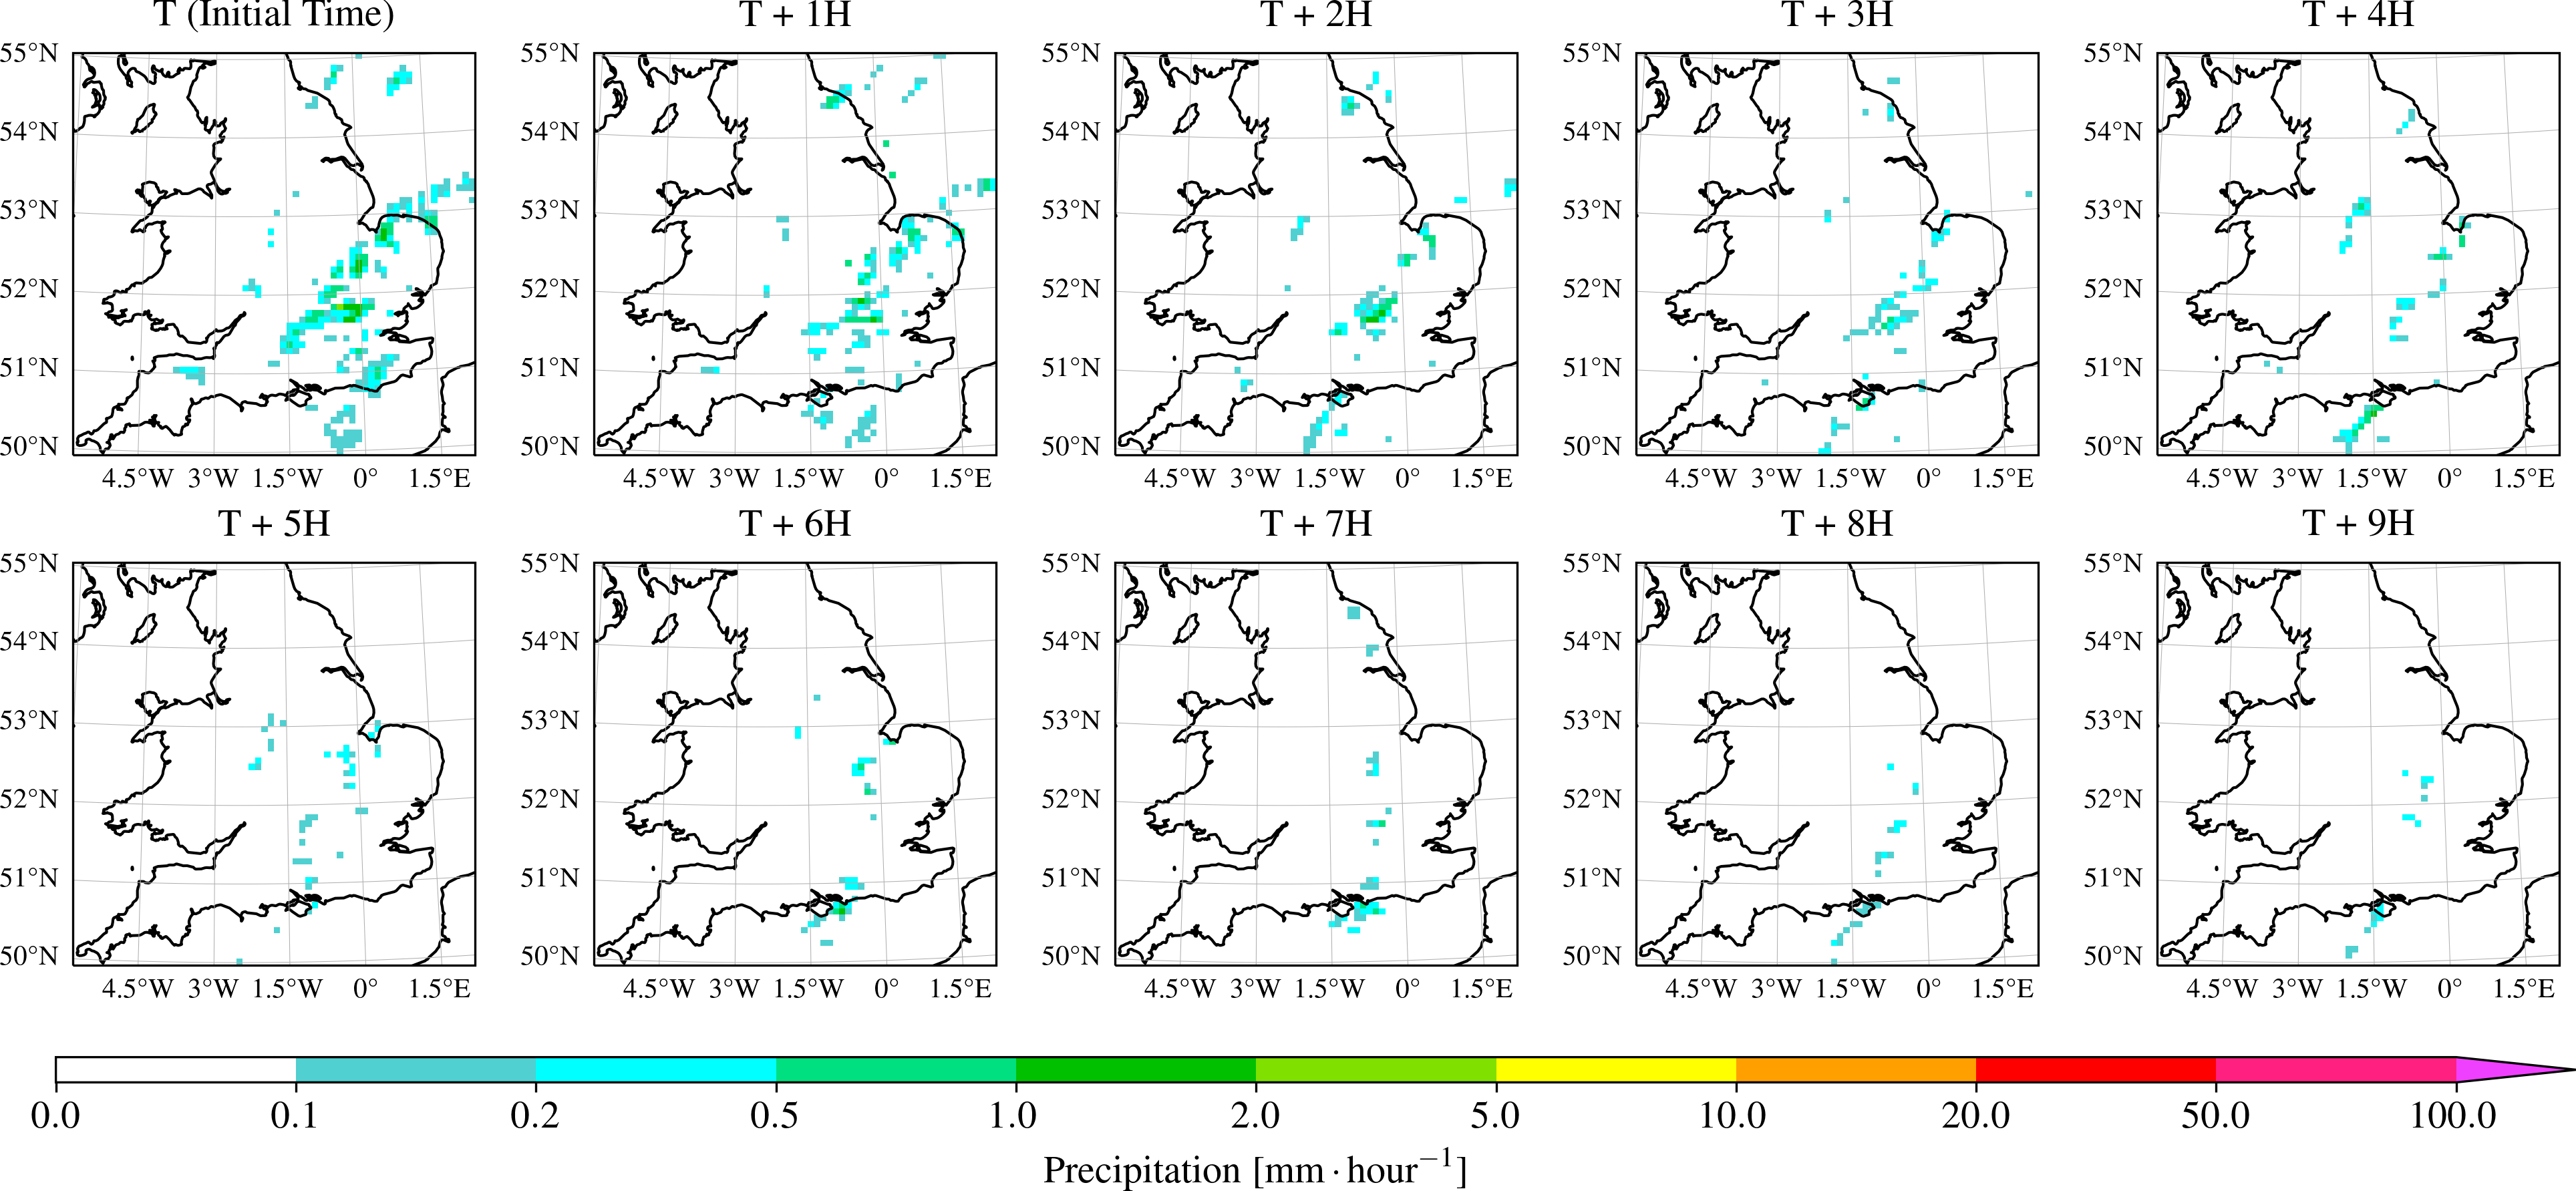 T (Initial Time) T + 1H T + 2H T + 3H T + 4H
55°N 55°N 55°N 55°N 55°N
54°N 54°N 54°N 54°N 54°N
53°N 53°N 53°N 53°N 53°N
52°N 52°N 52°N 52°N 52°N
51°N 51°N 51°N 51°N 51°N
50°N 50°N 50°N 50°N 50°N
4.5°W 3°W 1.5°W 0° 1.5°E 4.5°W 3°W 1.5°W 0° 1.5°E 4.5°W 3°W 1.5°W 0° 1.5°E 4.5°W 3°W 1.5°W 0° 1.5°E 4.5°W 3°W 1.5°W 0° 1.5°E
T + 5H T + 6H T + 7H T + 8H T + 9H
55°N 55°N 55°N 55°N 55°N
54°N 54°N 54°N 54°N 54°N
53°N 53°N 53°N 53°N 53°N
52°N 52°N 52°N 52°N 52°N
51°N 51°N 51°N 51°N 51°N
50°N 50°N 50°N 50°N 50°N
4.5°W 3°W 1.5°W 0° 1.5°E 4.5°W 3°W 1.5°W 0° 1.5°E 4.5°W 3°W 1.5°W 0° 1.5°E 4.5°W 3°W 1.5°W 0° 1.5°E 4.5°W 3°W 1.5°W 0° 1.5°E
0.0 0.1 0.2 0.5 1.0 2.0 5.0 10.0 20.0 50.0 100.0
Precipitation [mm · hour⁻¹]